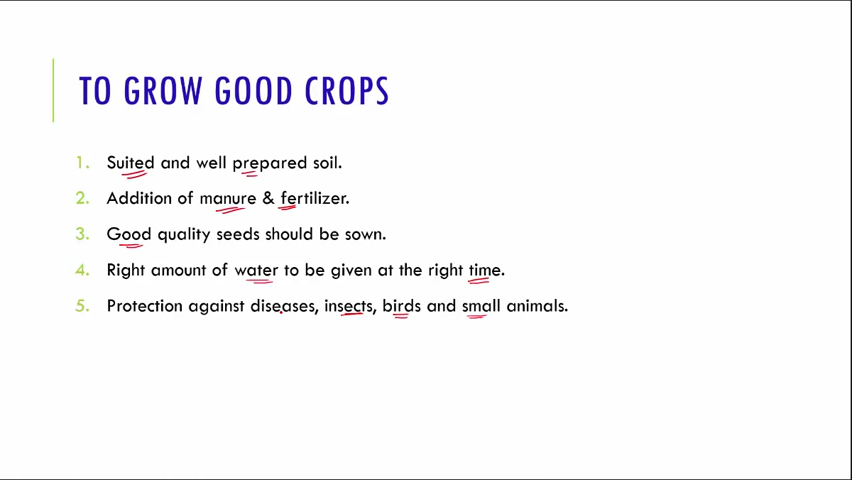 TO GROW GOOD CROPS
1. Suited and well prepared soil.
2. Addition of manure & fertilizer.
3. Good quality seeds should be sown.
4. Right amount of water to be given at the right time.
5. Protection against diseases, insects, birds and small animals.